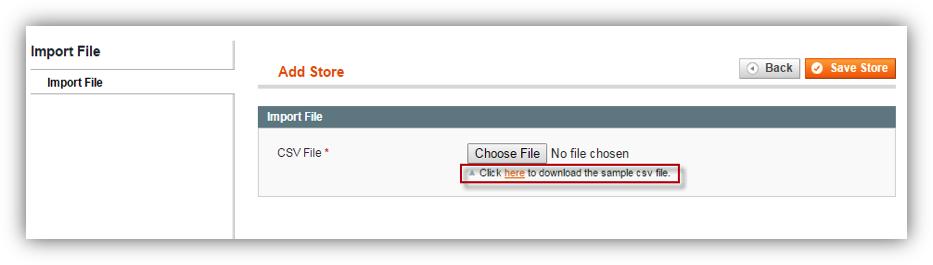 Import File
Import File
Add Store
Back
Save Store
Import File
CSV File *
Choose File No file chosen
Click here to download the sample csv file.